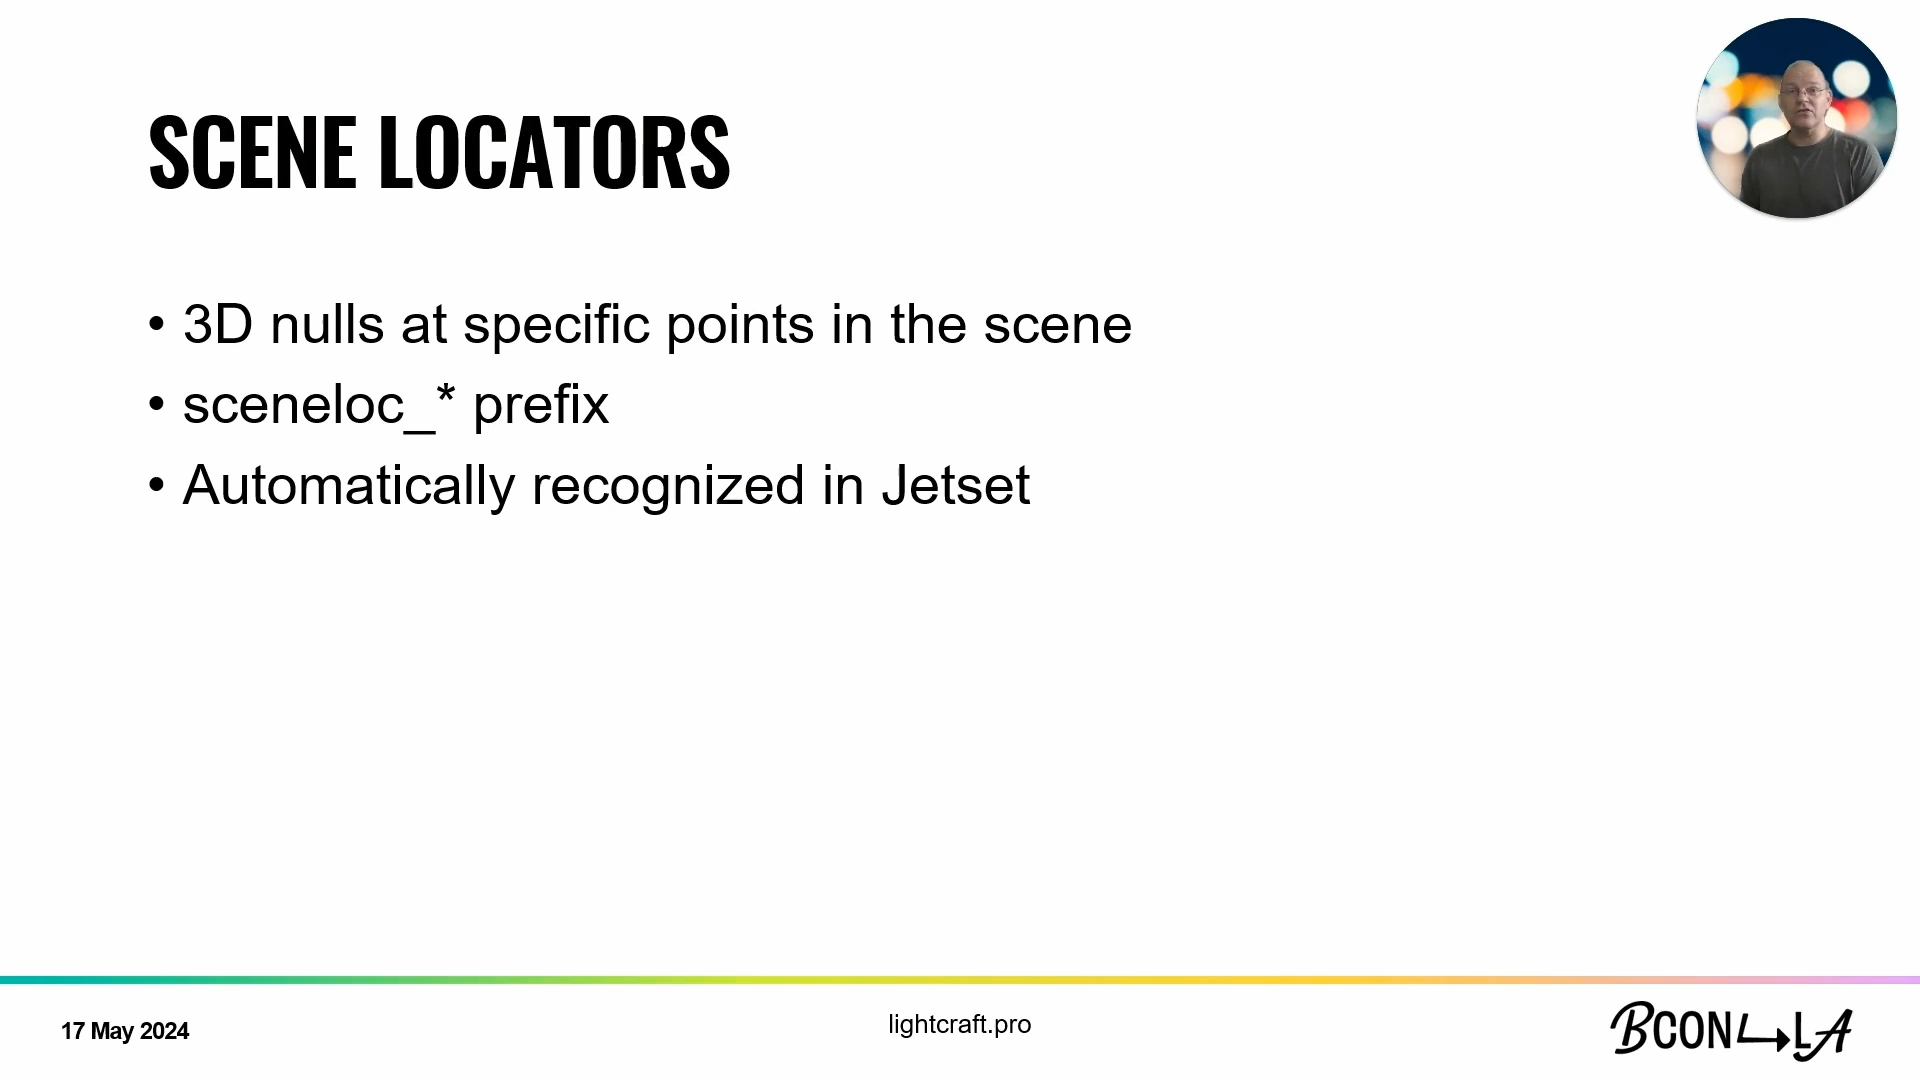 SCENE LOCATORS
• 3D nulls at specific points in the scene
• sceneloc_* prefix
• Automatically recognized in Jetset
17 May 2024
lightcraft.pro
BCON LA